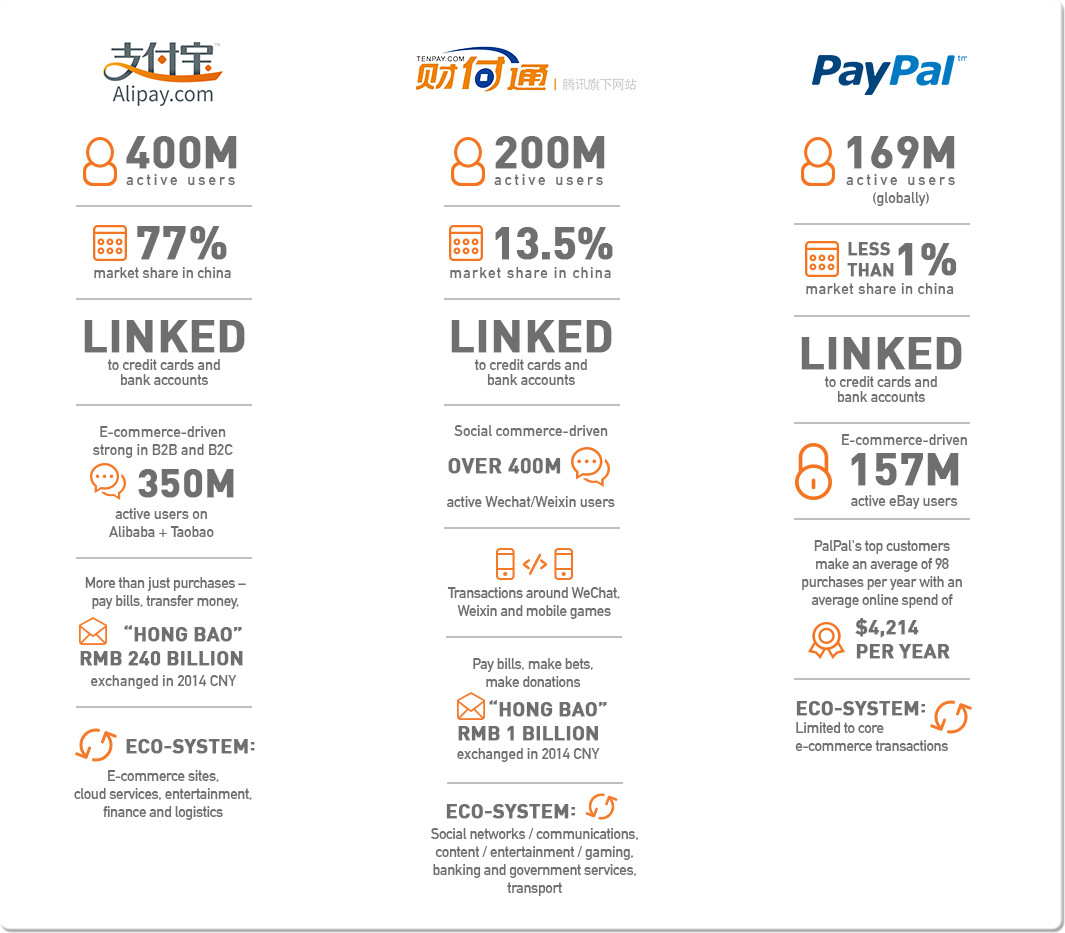 支付宝™
Alipay.com
400M
active users
77%
market share in china
LINKED
to credit cards and
bank accounts
E-commerce-driven
strong in B2B and B2C
350M
active users on
Alibaba + Taobao
More than just purchases –
pay bills, transfer money,
“HONG BAO”
RMB 240 BILLION
exchanged in 2014 CNY
ECO-SYSTEM:
E-commerce sites,
cloud services, entertainment,
finance and logistics
TENPAY.COM
财付通 | 腾讯旗下网站
200M
active users
13.5%
market share in china
LINKED
to credit cards and
bank accounts
Social commerce-driven
OVER 400M
active Wechat/Weixin users
</>
Transactions around WeChat,
Weixin and mobile games
Pay bills, make bets,
make donations
“HONG BAO”
RMB 1 BILLION
exchanged in 2014 CNY
ECO-SYSTEM:
Social networks / communications,
content / entertainment / gaming,
banking and government services,
transport
PayPal™
169M
active users
(globally)
LESS
THAN 1%
market share in china
LINKED
to credit cards and
bank accounts
E-commerce-driven
157M
active eBay users
PalPal’s top customers
make an average of 98
purchases per year with an
average online spend of
$4,214
PER YEAR
ECO-SYSTEM:
Limited to core
e-commerce transactions